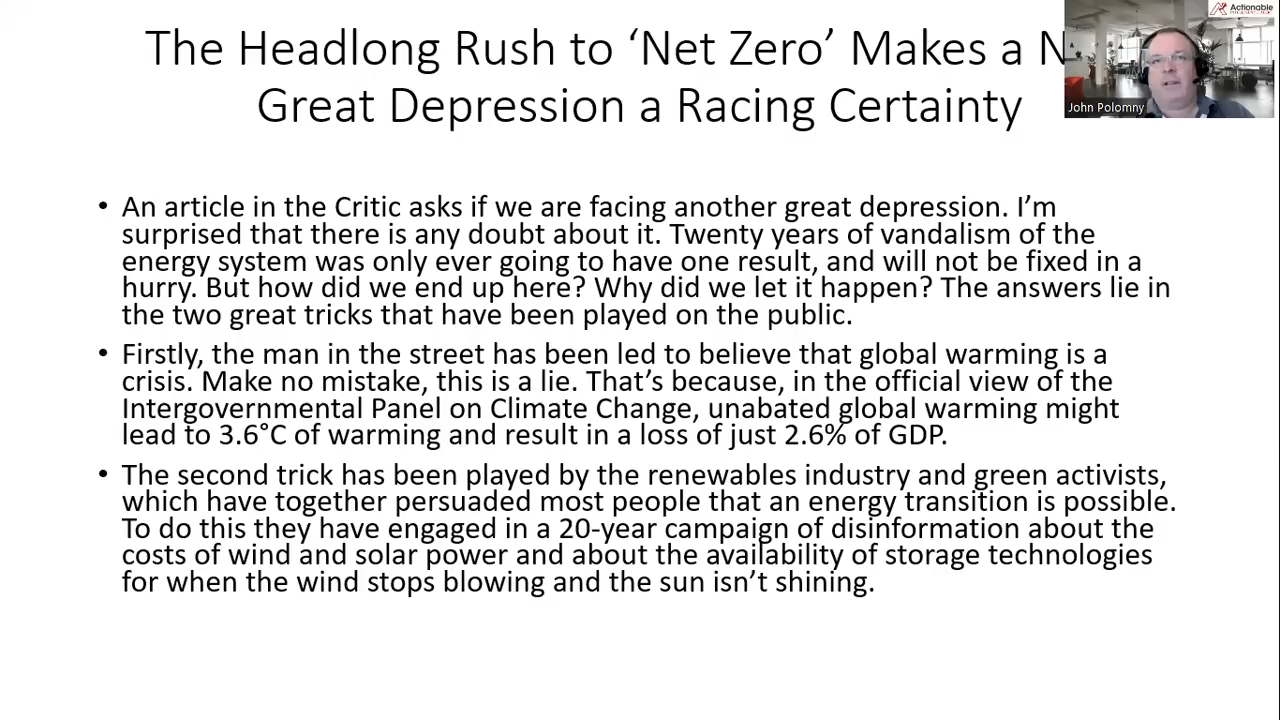 The Headlong Rush to ‘Net Zero’ Makes a
Great Depression a Racing Certainty
Actionable
John Polomny
• An article in the Critic asks if we are facing another great depression. I’m
surprised that there is any doubt about it. Twenty years of vandalism of the
energy system was only ever going to have one result, and will not be fixed in a
hurry. But how did we end up here? Why did we let it happen? The answers lie in
the two great tricks that have been played on the public.
• Firstly, the man in the street has been led to believe that global warming is a
crisis. Make no mistake, this is a lie. That’s because, in the official view of the
Intergovernmental Panel on Climate Change, unabated global warming might
lead to 3.6°C of warming and result in a loss of just 2.6% of GDP.
• The second trick has been played by the renewables industry and green activists,
which have together persuaded most people that an energy transition is possible.
To do this they have engaged in a 20-year campaign of disinformation about the
costs of wind and solar power and about the availability of storage technologies
for when the wind stops blowing and the sun isn’t shining.